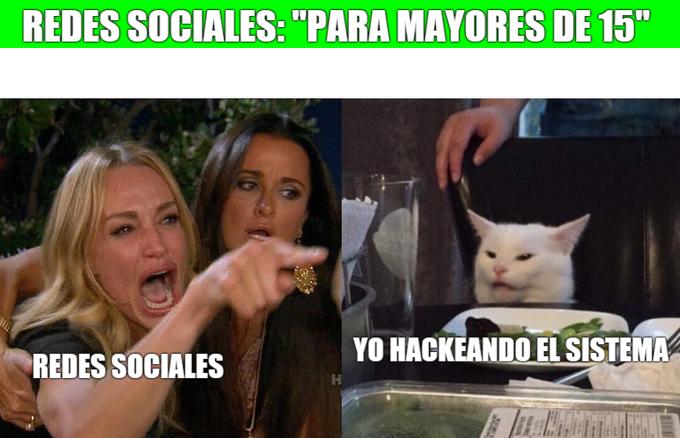 REDES SOCIALES: "PARA MAYORES DE 15"
REDES SOCIALES
YO HACKEANDO EL SISTEMA
H